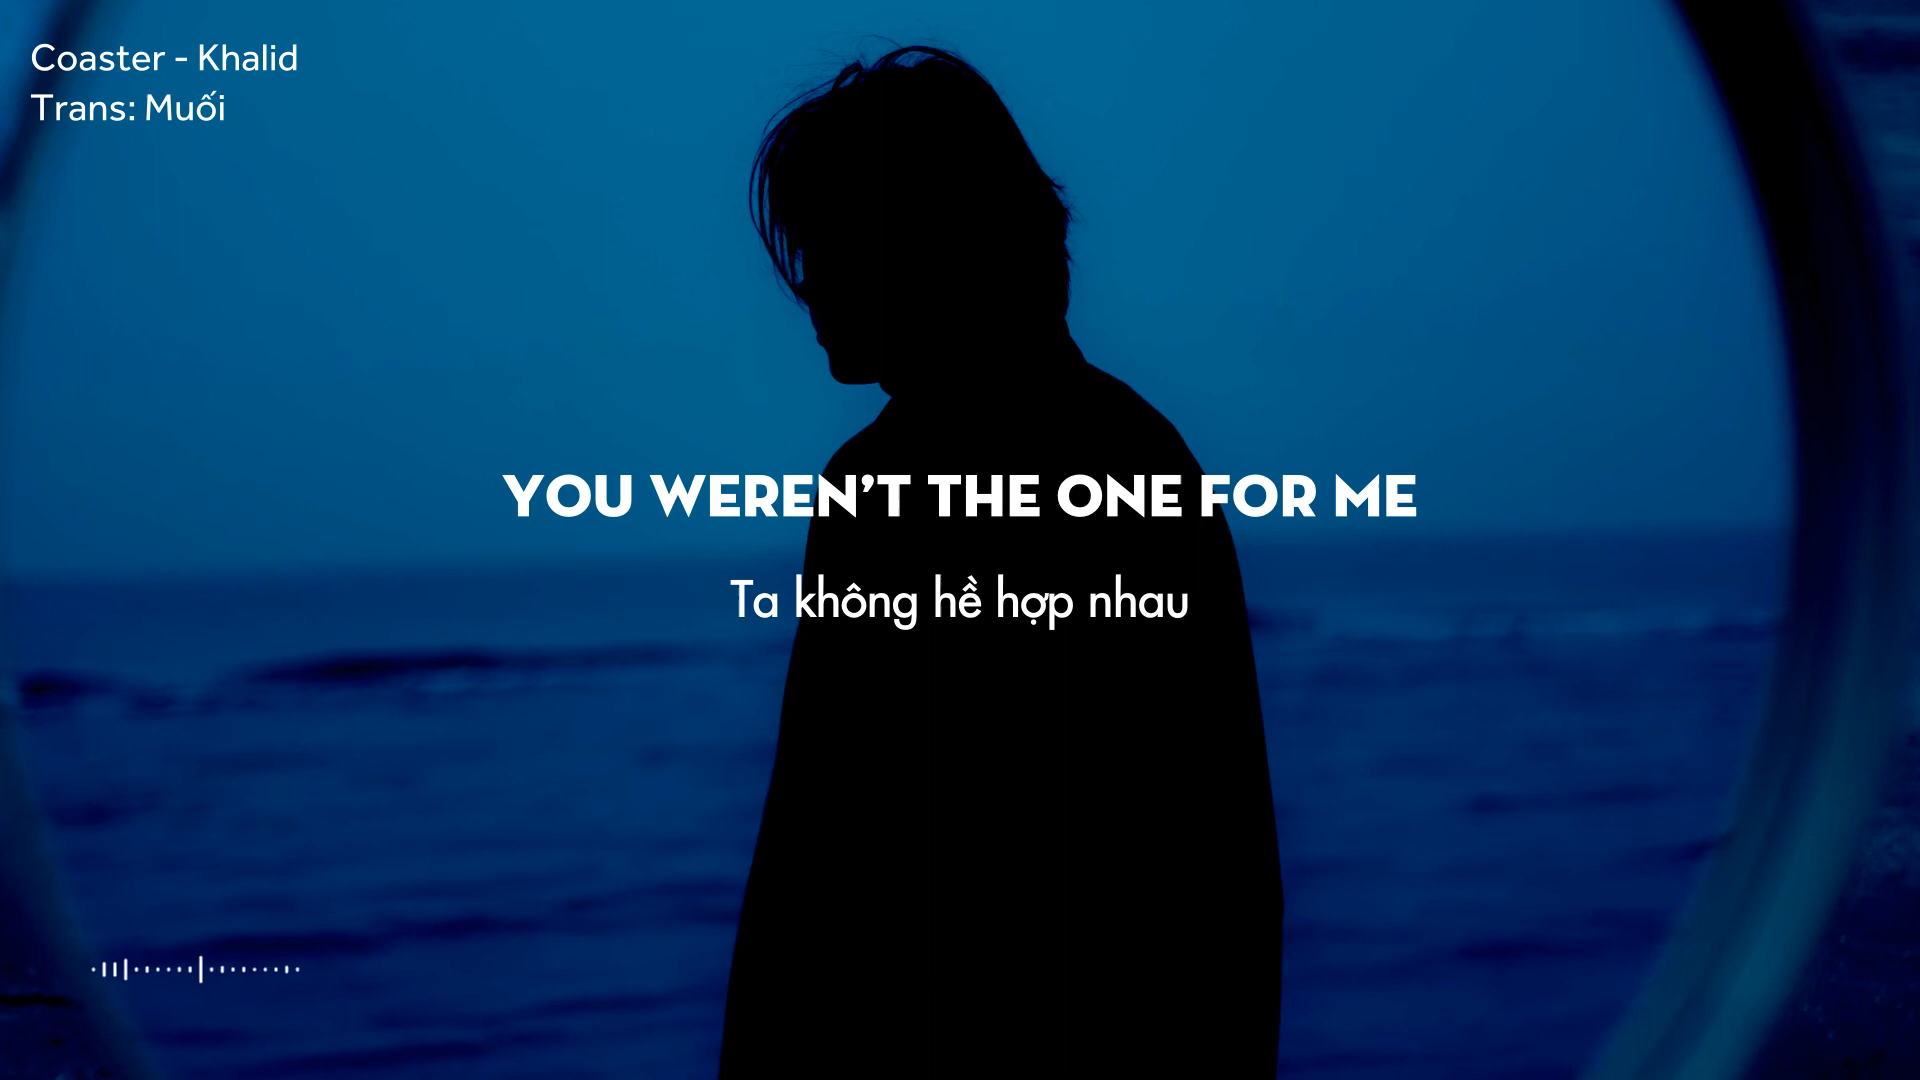 Coaster - Khalid
Trans: Muối
YOU WEREN’T THE ONE FOR ME
Ta không hề hợp nhau